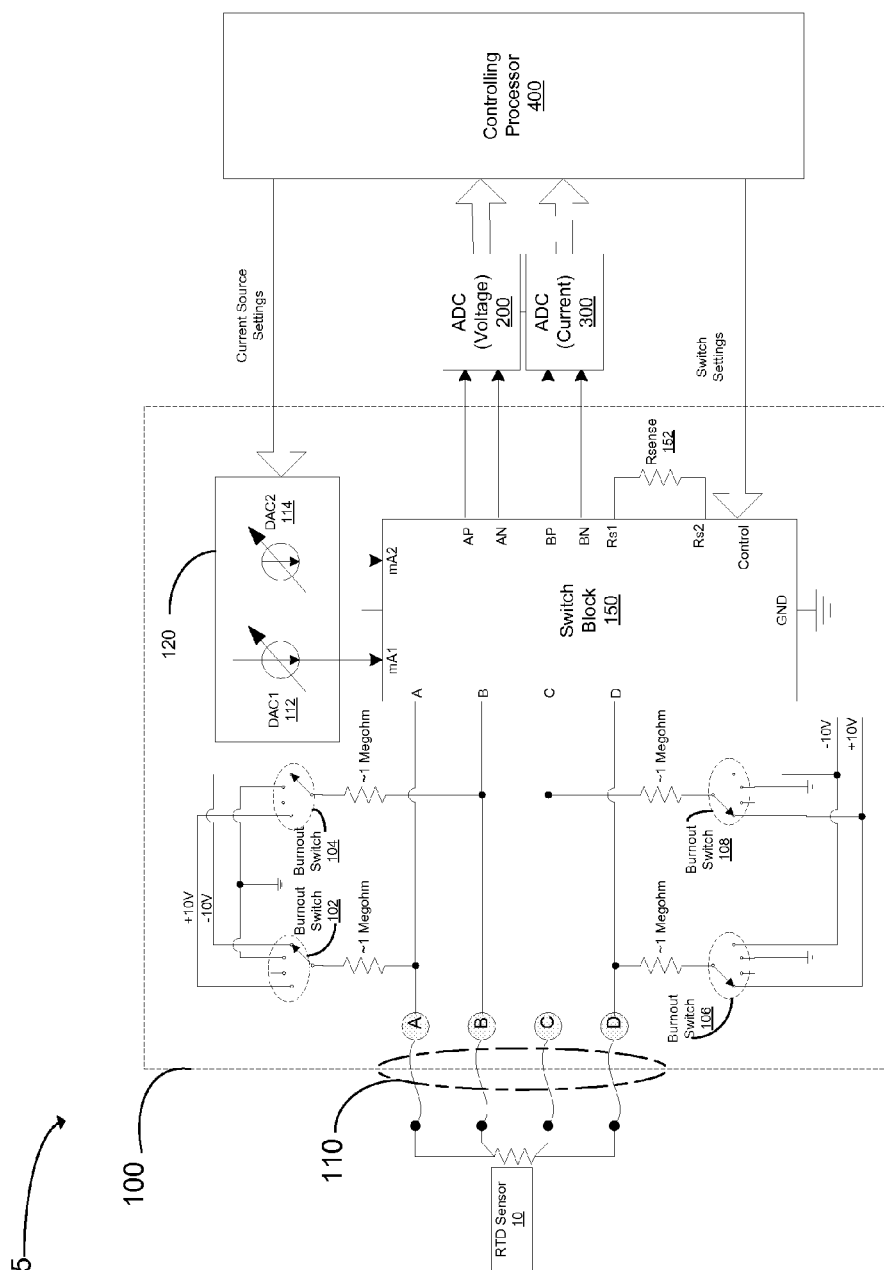 5
100
110
120
RTD Sensor
10
A
B
C
D
+10V
-10V
Burnout
Switch
102
Burnout
Switch
104
~1 Megohm
~1 Megohm
~1 Megohm
~1 Megohm
Burnout
Switch
106
Burnout
Switch
108
-10V
+10V
DAC1
112
DAC2
114
mA1
mA2
A
B
C
D
Switch
Block
150
AP
AN
BP
BN
Rs1
Rs2
Control
GND
Rsense
152
Current Source
Settings
ADC
(Voltage)
200
ADC
(Current)
300
Switch
Settings
Controlling
Processor
400